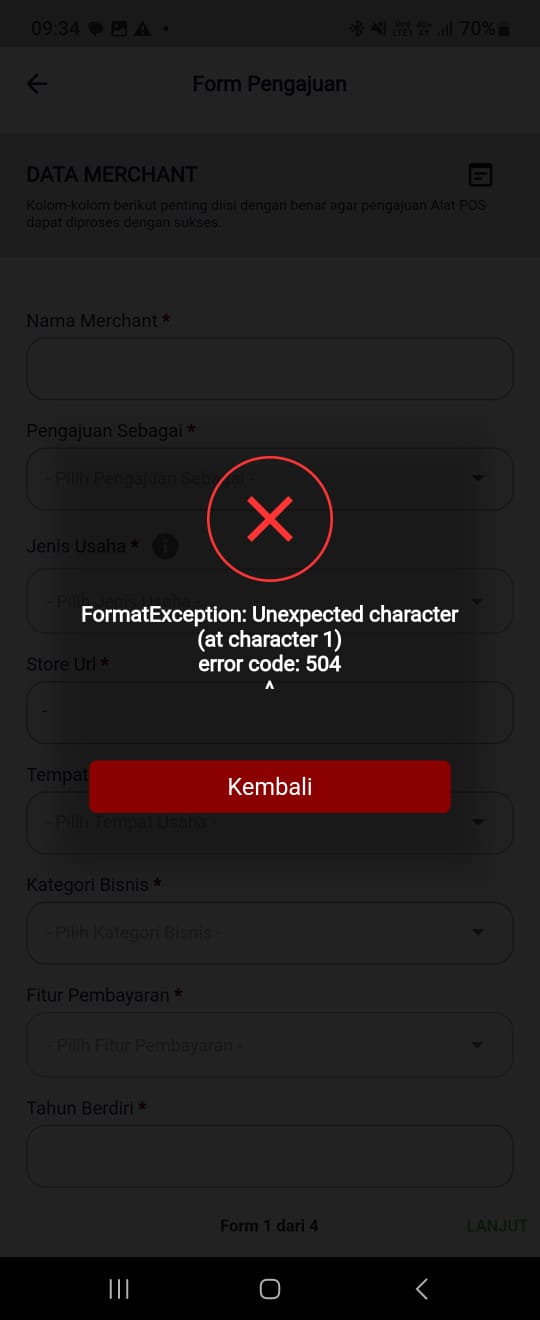 09:34
Vo)) 4G+ 70%
LTE1
Form Pengajuan
DATA MERCHANT
Kolom-kolom berikut penting diisi dengan benar agar pengajuan Alat POS
dapat diproses dengan sukses.
Nama Merchant *
Pengajuan Sebagai *
- Pilih Pengajuan Sebagai -
Jenis Usaha *
- Pilih Jenis Usaha -
FormatException: Unexpected character
(at character 1)
error code: 504
^
Store Url *
-
Kembali
Tempat
- Pilih Tempat Usaha -
Kategori Bisnis *
- Pilih Kategori Bisnis -
Fitur Pembayaran *
- Pilih Fitur Pembayaran -
Tahun Berdiri *
Form 1 dari 4
LANJUT